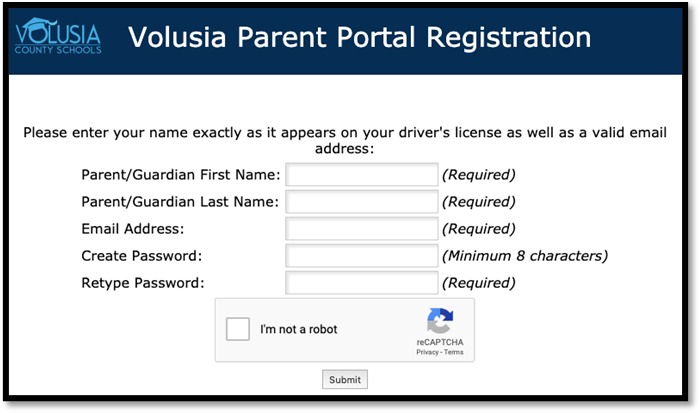 VOLUSIA
COUNTY SCHOOLS
Volusia Parent Portal Registration
Please enter your name exactly as it appears on your driver's license as well as a valid email
address:
Parent/Guardian First Name: (Required)
Parent/Guardian Last Name: (Required)
Email Address: (Required)
Create Password: (Minimum 8 characters)
Retype Password: (Required)
I'm not a robot
reCAPTCHA
Privacy - Terms
Submit